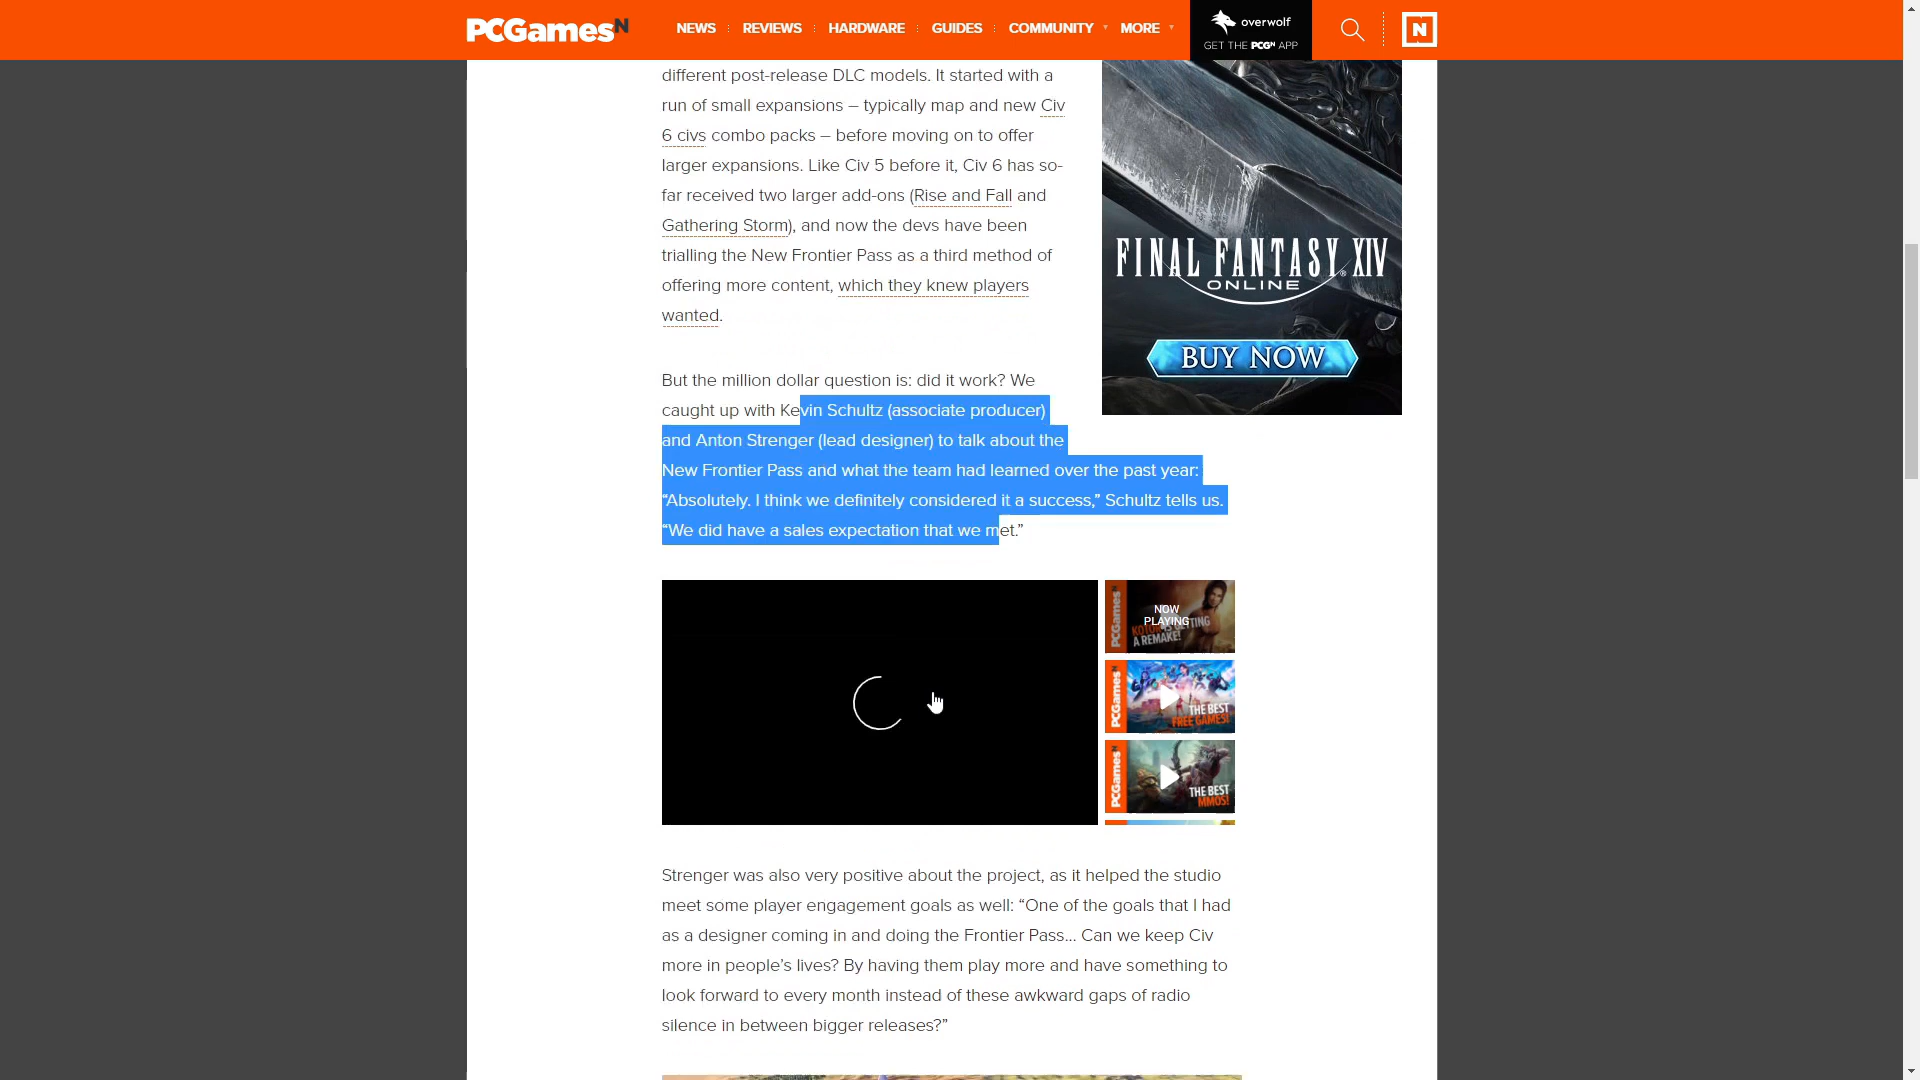 PCGamesN
NEWS
REVIEWS
HARDWARE
GUIDES
COMMUNITY
MORE
overwolf
GET THE PCGN APP
N
different post-release DLC models. It started with a
run of small expansions – typically map and new Civ
6 civs combo packs – before moving on to offer
larger expansions. Like Civ 5 before it, Civ 6 has so-
far received two larger add-ons (Rise and Fall and
Gathering Storm), and now the devs have been
trialling the New Frontier Pass as a third method of
offering more content, which they knew players
wanted.
FINAL FANTASY XIV
ONLINE
BUY NOW
But the million dollar question is: did it work? We
caught up with Kevin Schultz (associate producer)
and Anton Strenger (lead designer) to talk about the
New Frontier Pass and what the team had learned over the past year:
“Absolutely. I think we definitely considered it a success,” Schultz tells us.
“We did have a sales expectation that we met.”
PCGamesN
NOW
PLAYING
KOTOR IS GETTING
A REMAKE!
PCGamesN
THE BEST
FREE GAMES!
PCGamesN
THE BEST
MMOS!
Strenger was also very positive about the project, as it helped the studio
meet some player engagement goals as well: “One of the goals that I had
as a designer coming in and doing the Frontier Pass... Can we keep Civ
more in people’s lives? By having them play more and have something to
look forward to every month instead of these awkward gaps of radio
silence in between bigger releases?”